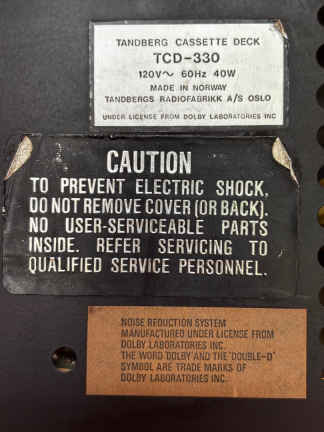 TANDBERG CASSETTE DECK
TCD-330
120V~ 60Hz 40W
MADE IN NORWAY
TANDBERGS RADIOFABRIKK A/S OSLO
UNDER LICENSE FROM DOLBY LABORATORIES INC
CAUTION
TO PREVENT ELECTRIC SHOCK,
DO NOT REMOVE COVER (OR BACK).
NO USER-SERVICEABLE PARTS
INSIDE. REFER SERVICING TO
QUALIFIED SERVICE PERSONNEL.
NOISE REDUCTION SYSTEM
MANUFACTURED UNDER LICENSE FROM
DOLBY LABORATORIES INC.
THE WORD 'DOLBY' AND THE 'DOUBLE-D'
SYMBOL ARE TRADE MARKS OF
DOLBY LABORATORIES INC.